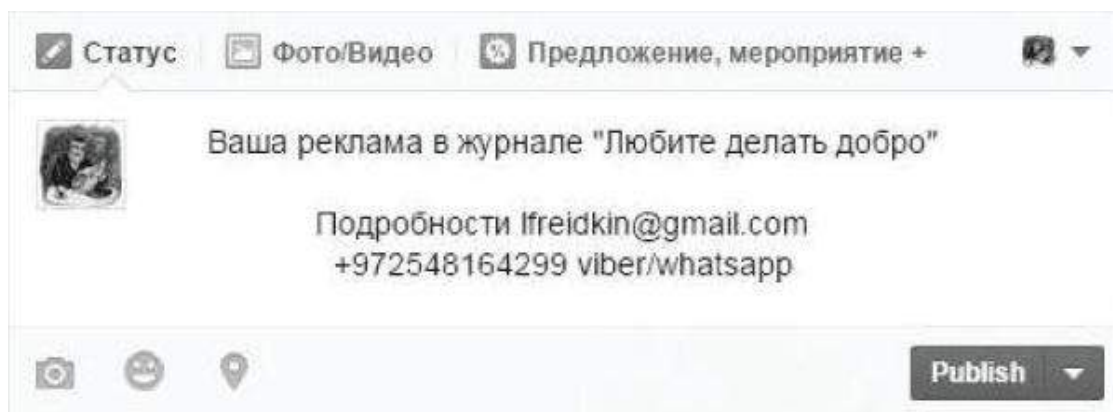 Статус Фото/Видео Предложение, мероприятие +
Ваша реклама в журнале "Любите делать добро"
Подробности lfreidkin@gmail.com
+972548164299 viber/whatsapp
Publish